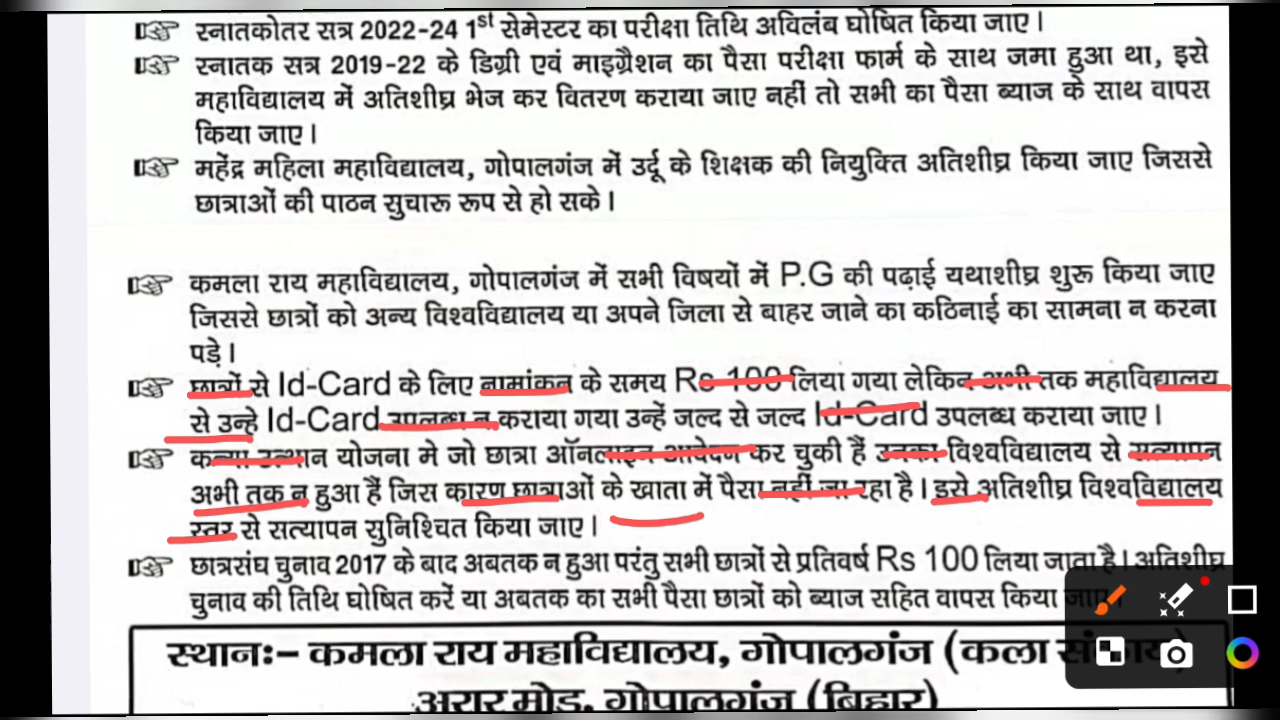 स्नातकोतर सत्र 2022-24 1st सेमेस्टर का परीक्षा तिथि अविलंब घोषित किया जाए।
स्नातक सत्र 2019-22 के डिग्री एवं माइग्रैशन का पैसा परीक्षा फार्म के साथ जमा हुआ था, इसे
महाविद्यालय में अतिशीघ्र भेज कर वितरण कराया जाए नहीं तो सभी का पैसा ब्याज के साथ वापस
किया जाए।
महेंद्र महिला महाविद्यालय, गोपालगंज में उर्दू के शिक्षक की नियुक्ति अतिशीघ्र किया जाए जिससे
छात्राओं की पाठन सुचारू रूप से हो सके।
कमला राय महाविद्यालय, गोपालगंज में सभी विषयों में P.G की पढ़ाई यथाशीघ्र शुरू किया जाए
जिससे छात्रों को अन्य विश्वविद्यालय या अपने जिला से बाहर जाने का कठिनाई का सामना न करना
पड़े।
छात्रों से Id-Card के लिए नामांकन के समय Rs 100 लिया गया लेकिन अभी तक महाविद्यालय
से उन्हे Id-Card उपलब्ध न कराया गया उन्हें जल्द से जल्द Id-Card उपलब्ध कराया जाए।
कन्या उत्थान योजना मे जो छात्रा ऑनलाइन आवेदन कर चुकी हैं उनका विश्वविद्यालय से सत्यापन
अभी तक न हुआ हैं जिस कारण छात्राओं के खाता में पैसा नहीं जा रहा है। इसे अतिशीघ्र विश्वविद्यालय
स्तर से सत्यापन सुनिश्चित किया जाए।
छात्रसंघ चुनाव 2017 के बाद अबतक न हुआ परंतु सभी छात्रों से प्रतिवर्ष Rs 100 लिया जाता है। अतिशीघ्र
चुनाव की तिथि घोषित करें या अबतक का सभी पैसा छात्रों को ब्याज सहित वापस किया जाए।
स्थानः- कमला राय महाविद्यालय, गोपालगंज (कला संकाय)
अरार मोड़, गोपालगंज (बिहार)